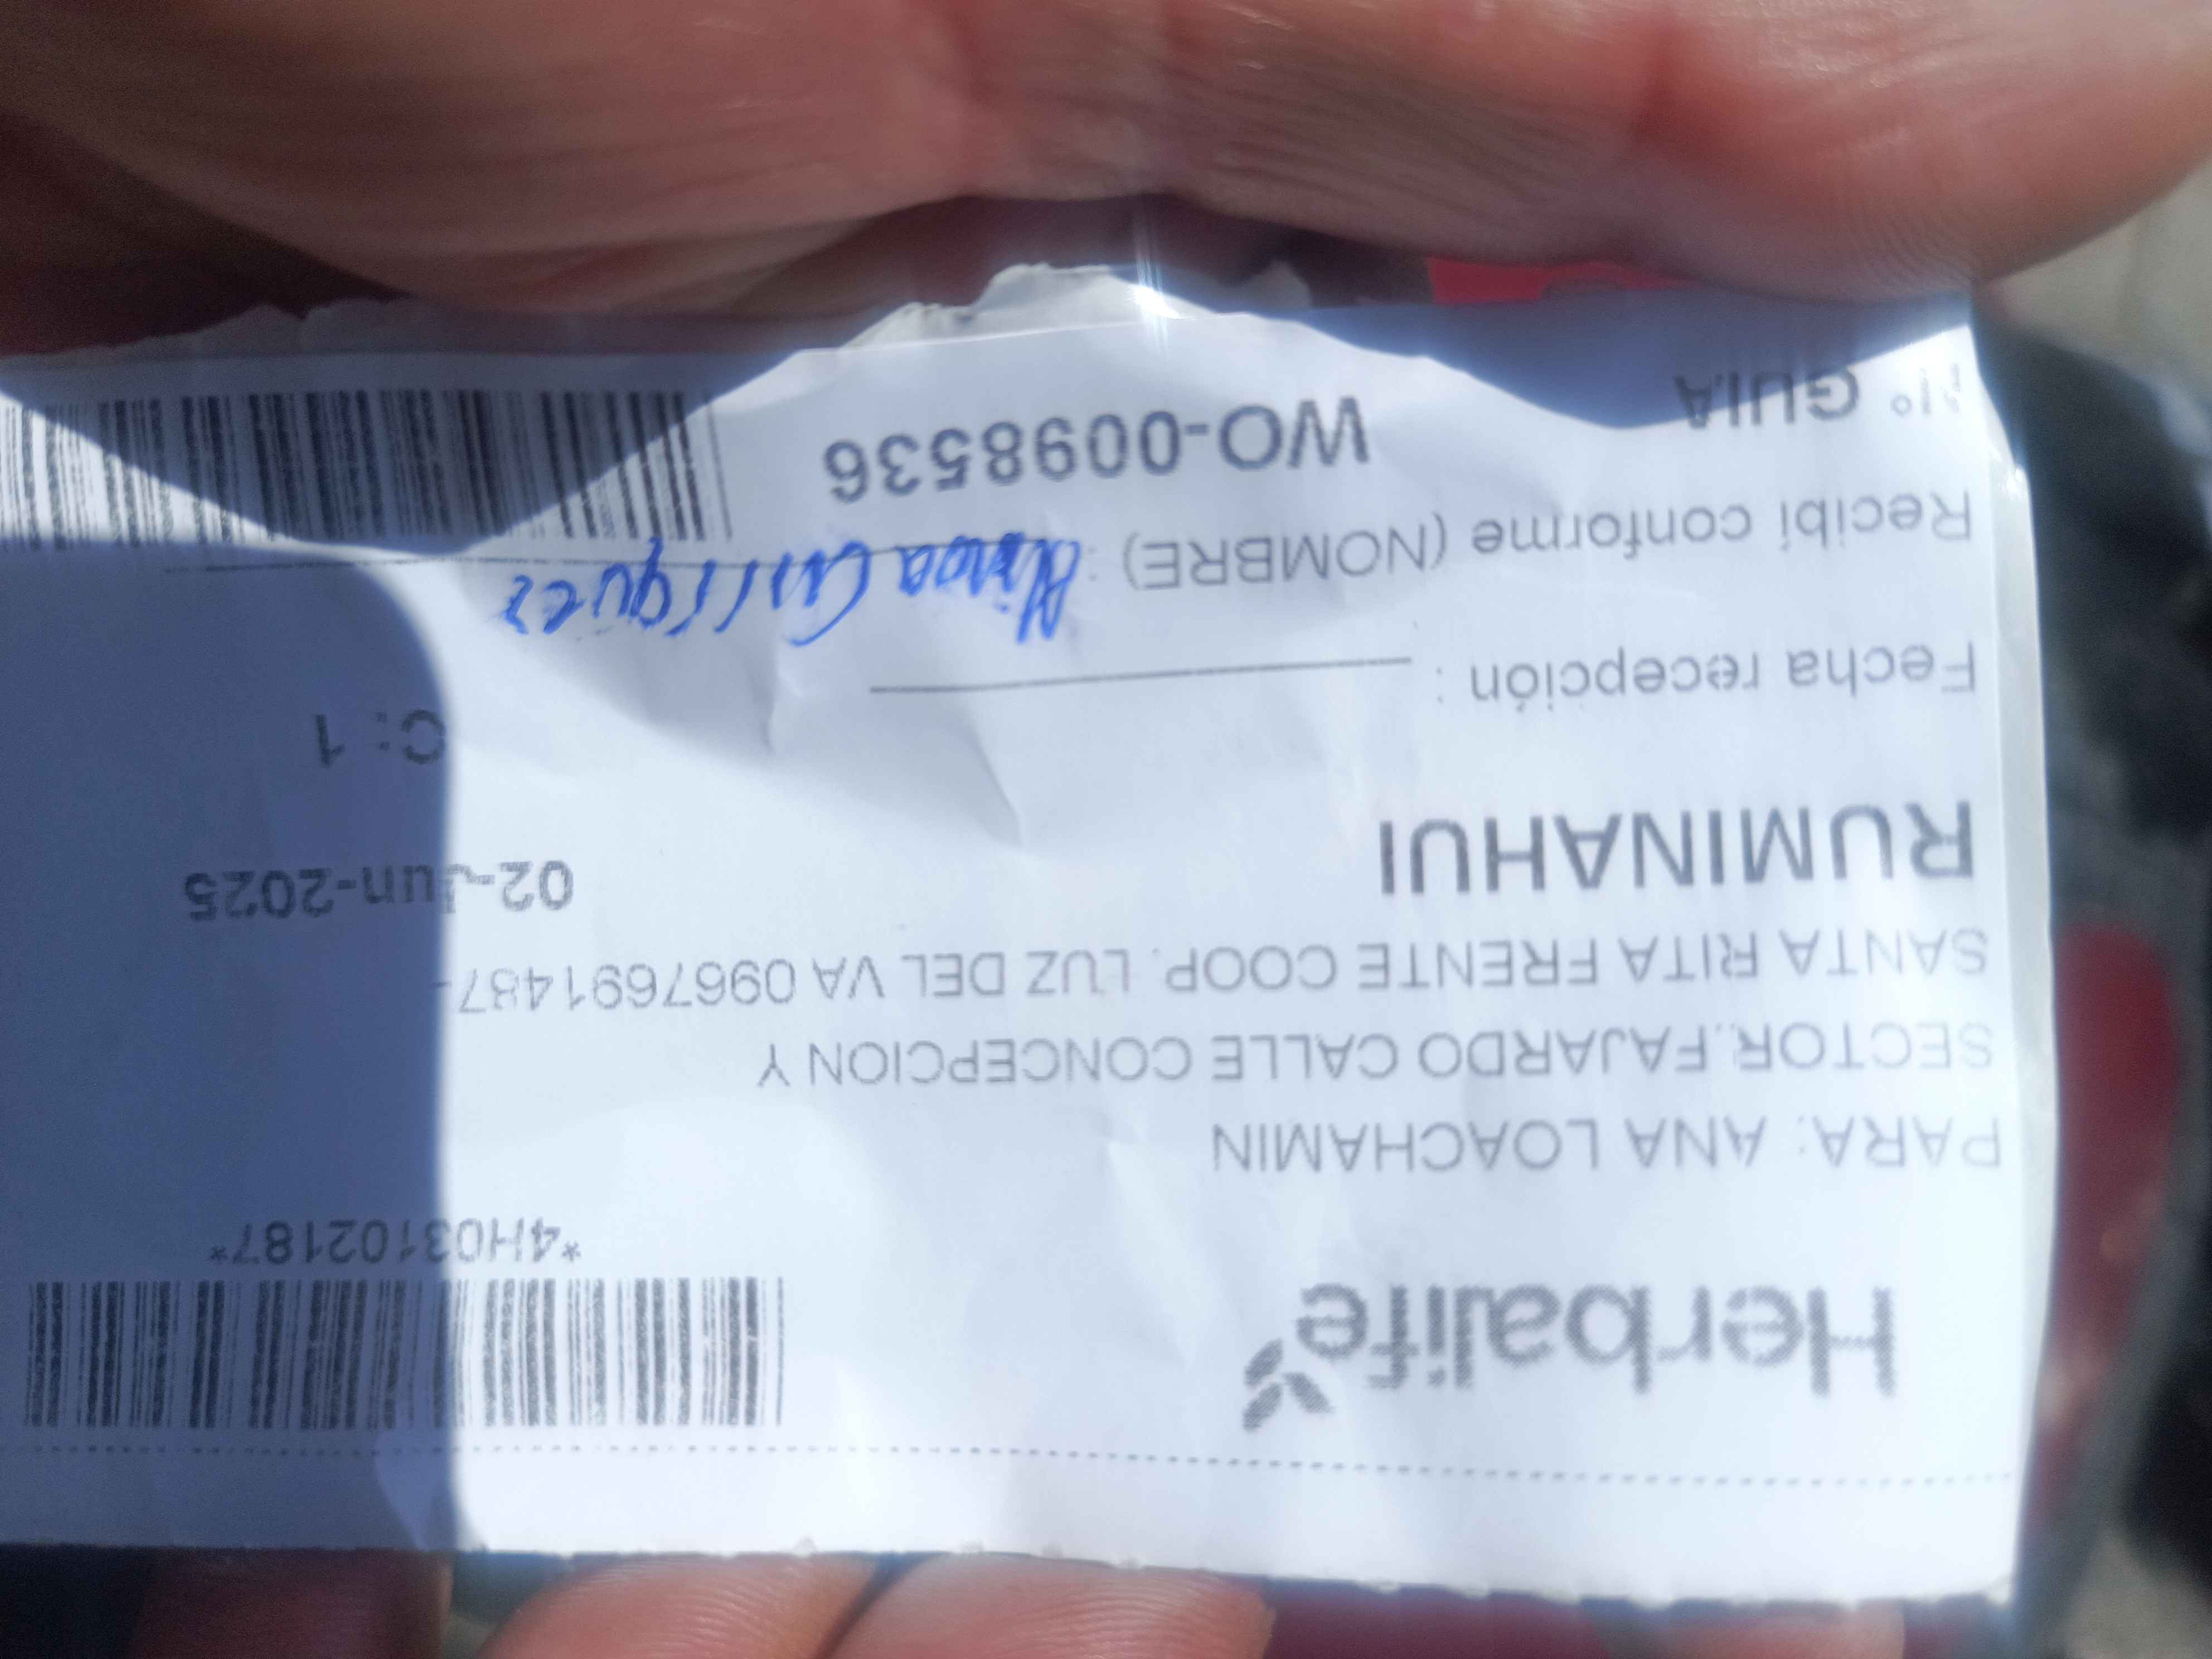 Herbalife
*4H03102187*
PARA: ANA LOACHAMIN
SECTOR.FAJARDO CALLE CONCEPCION Y
SANTA RITA FRENTE COOP. LUZ DEL VA 0967691487-
RUMINAHUI 02-Jun-2025
C: 1
Fecha recepción :
Recibi conforme (NOMBRE) :
N° GUIA WO-0098536